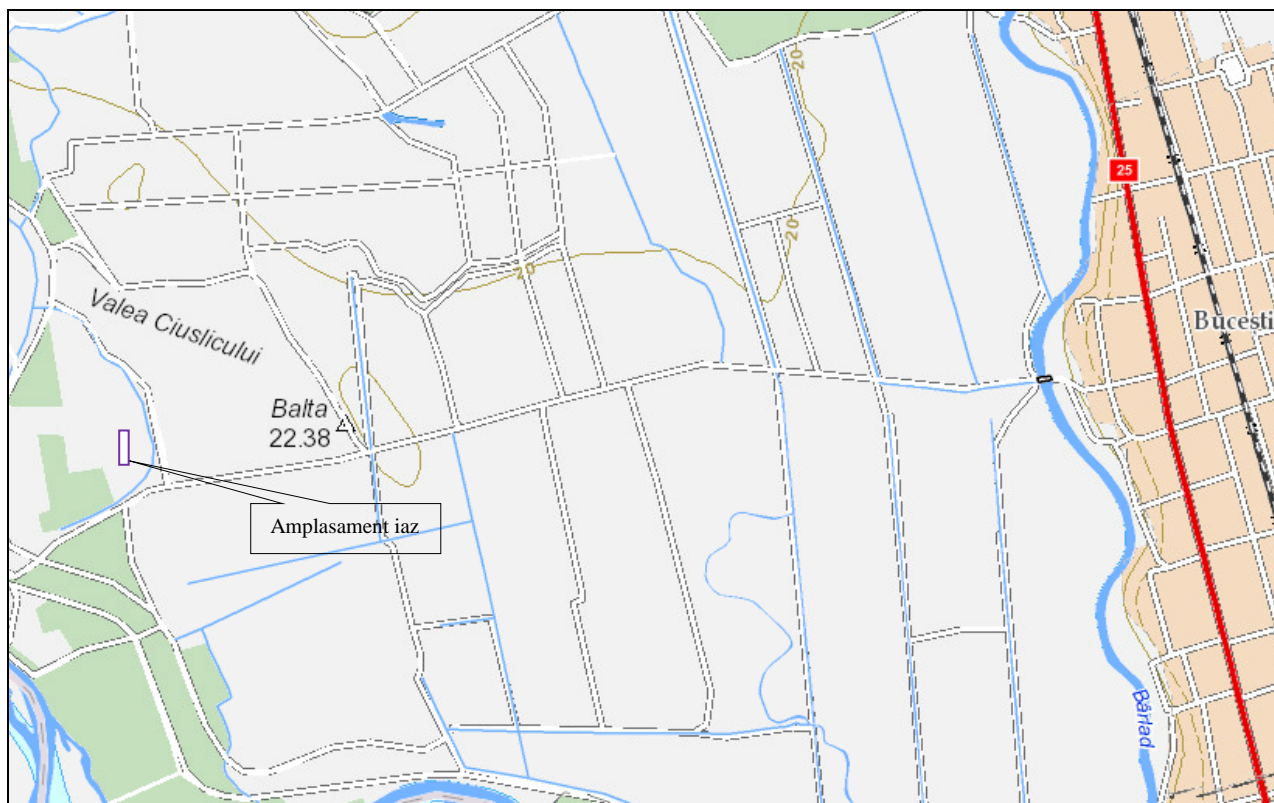 20
25
20
20
Valea Ciuslicului
Bucesti
Balta
22.38
Amplasament iaz
Bârlad